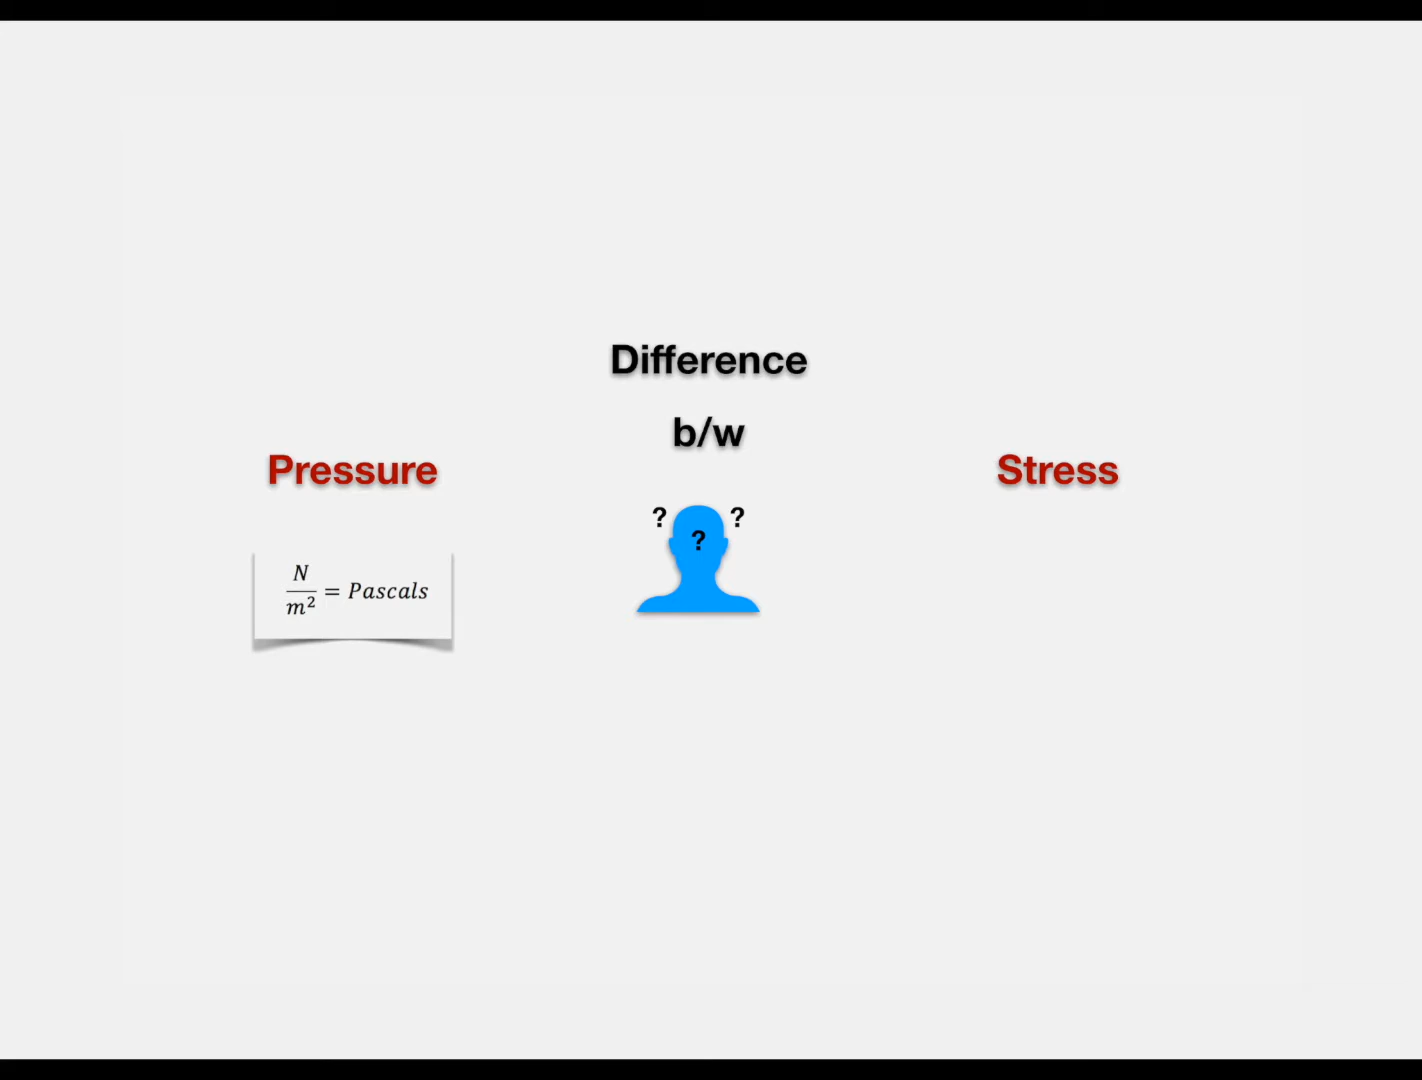 Difference
b/w
Pressure
Stress
? ? ?
N/m² = Pascals